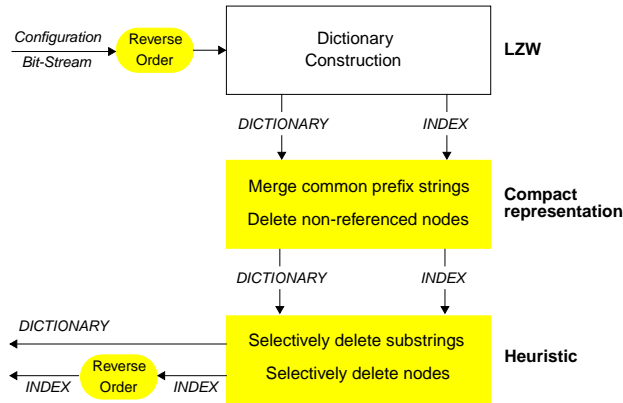 Configuration
Bit-Stream
Reverse
Order
Dictionary
Construction
LZW
DICTIONARY
INDEX
Merge common prefix strings
Delete non-referenced nodes
Compact
representation
DICTIONARY
INDEX
DICTIONARY
Selectively delete substrings
Selectively delete nodes
Heuristic
INDEX
Reverse
Order
INDEX